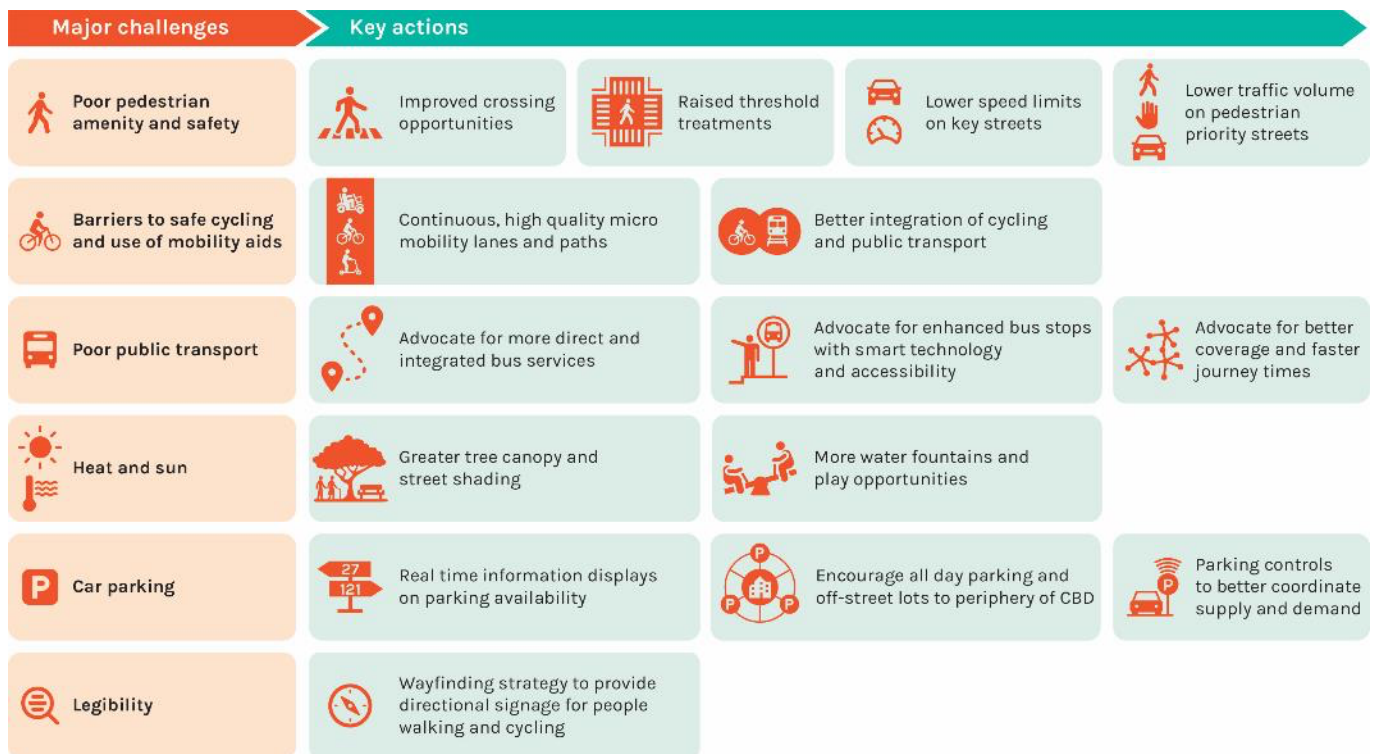 Major challenges
Key actions
Poor pedestrian
amenity and safety
Improved crossing
opportunities
Raised threshold
treatments
Lower speed limits
on key streets
Lower traffic volume
on pedestrian
priority streets
Barriers to safe cycling
and use of mobility aids
Continuous, high quality micro
mobility lanes and paths
Better integration of cycling
and public transport
Poor public transport
Advocate for more direct and
integrated bus services
Advocate for enhanced bus stops
with smart technology
and accessibility
Advocate for better
coverage and faster
journey times
Heat and sun
Greater tree canopy and
street shading
More water fountains and
play opportunities
P
Car parking
27
121
Real time information displays
on parking availability
P
P
P
Encourage all day parking and
off-street lots to periphery of CBD
P
Parking controls
to better coordinate
supply and demand
Legibility
Wayfinding strategy to provide
directional signage for people
walking and cycling